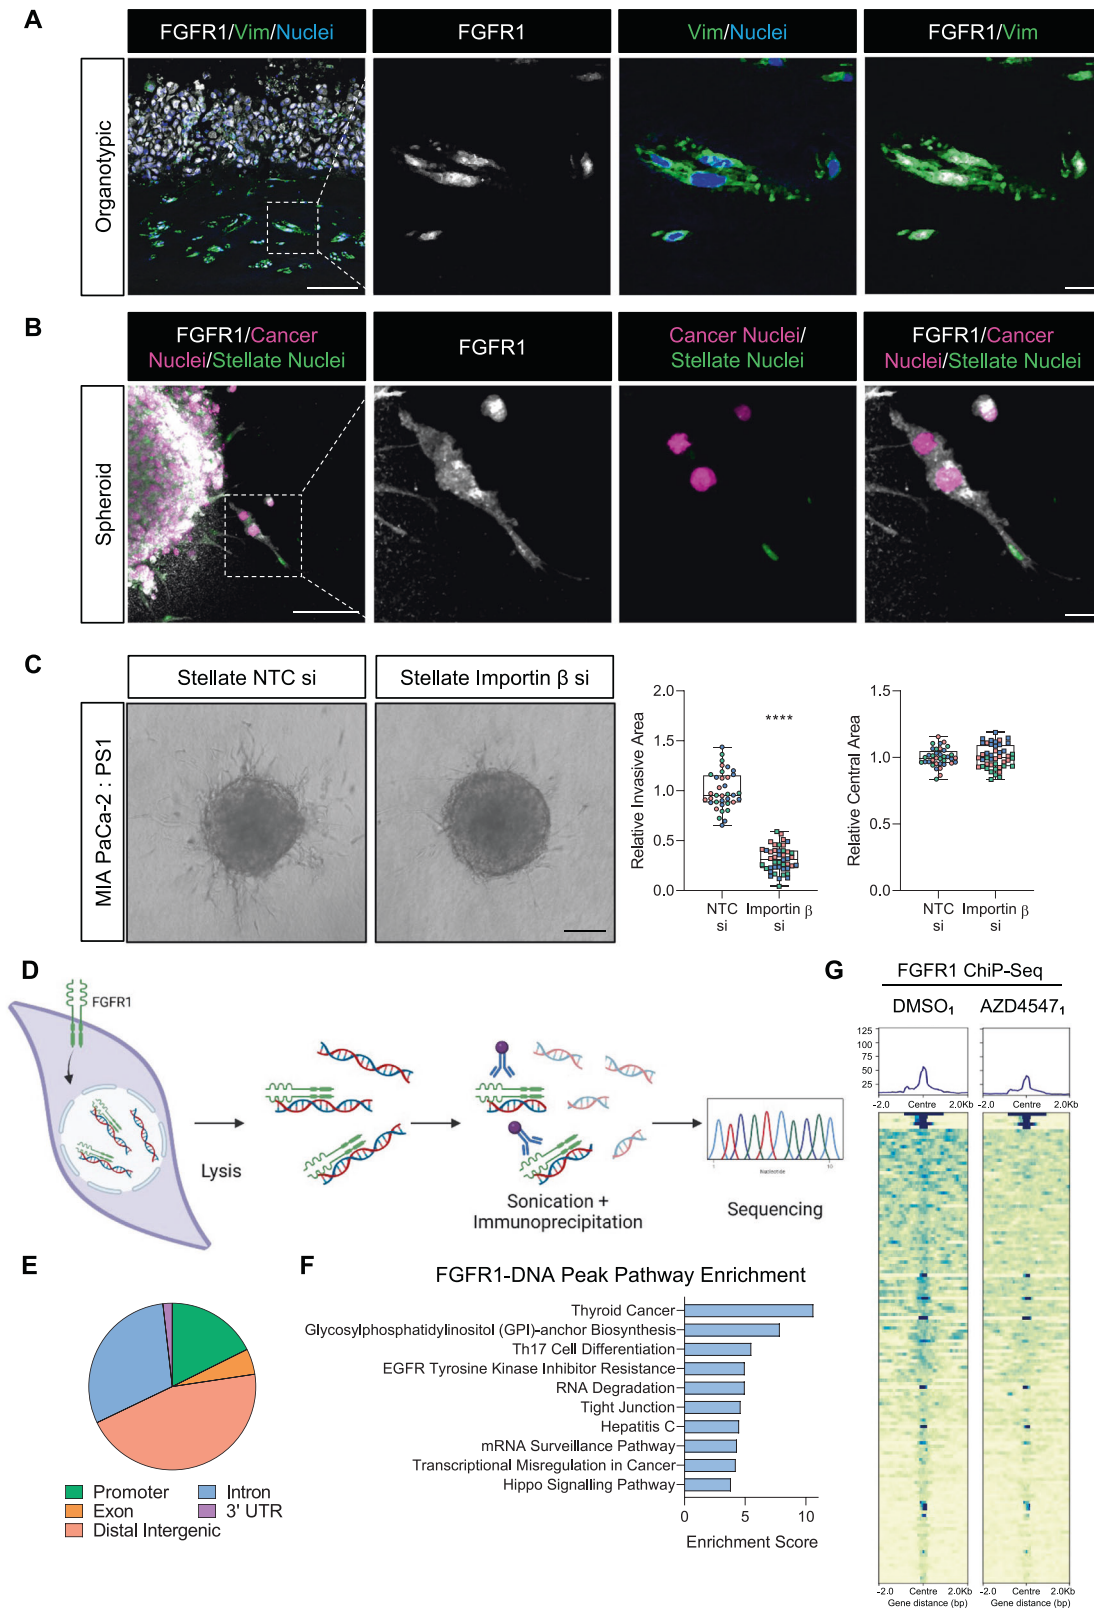 A
FGFR1/Vim/Nuclei
FGFR1
Vim/Nuclei
FGFR1/Vim
Organotypic
B
FGFR1/Cancer
Nuclei/Stellate Nuclei
FGFR1
Cancer Nuclei/
Stellate Nuclei
FGFR1/Cancer
Nuclei/Stellate Nuclei
Spheroid
C
Stellate NTC si
Stellate Importin β si
MIA PaCa-2 : PS1
Relative Invasive Area
2.0
1.5
1.0
0.5
0.0
****
NTC
si
Importin β
si
Relative Central Area
1.5
1.0
0.5
0.0
NTC
si
Importin β
si
D
FGFR1
Lysis
Sonication +
Immunoprecipitation
1
Nucleotide
10
Sequencing
E
Promoter
Exon
Distal Intergenic
Intron
3' UTR
F
FGFR1-DNA Peak Pathway Enrichment
Thyroid Cancer
Glycosylphosphatidylinositol (GPI)-anchor Biosynthesis
Th17 Cell Differentiation
EGFR Tyrosine Kinase Inhibitor Resistance
RNA Degradation
Tight Junction
Hepatitis C
mRNA Surveillance Pathway
Transcriptional Misregulation in Cancer
Hippo Signalling Pathway
0 5 10
Enrichment Score
G
FGFR1 ChiP-Seq
DMSO₁
AZD4547₁
125
100
75
50
25
-2.0 Centre 2.0Kb
-2.0 Centre 2.0Kb
-2.0 Centre 2.0Kb
Gene distance (bp)
-2.0 Centre 2.0Kb
Gene distance (bp)